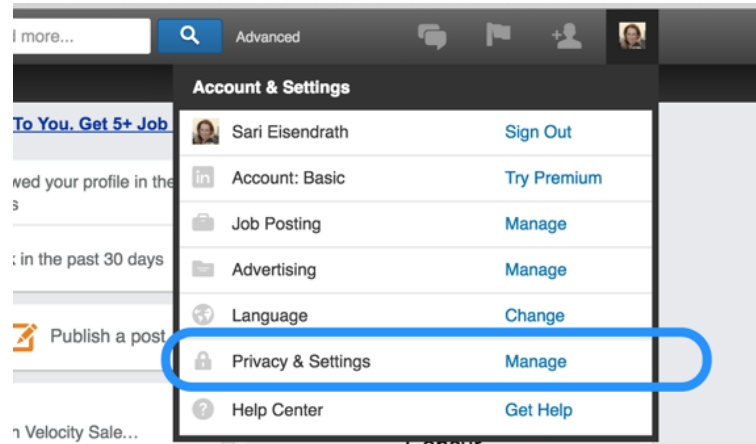 more...
Advanced
Account & Settings
To You. Get 5+ Job
Sari Eisendrath Sign Out
wed your profile in the
in Account: Basic Try Premium
s
Job Posting Manage
k in the past 30 days
Advertising Manage
Language Change
Publish a post
Privacy & Settings Manage
? Help Center Get Help
n Velocity Sale...